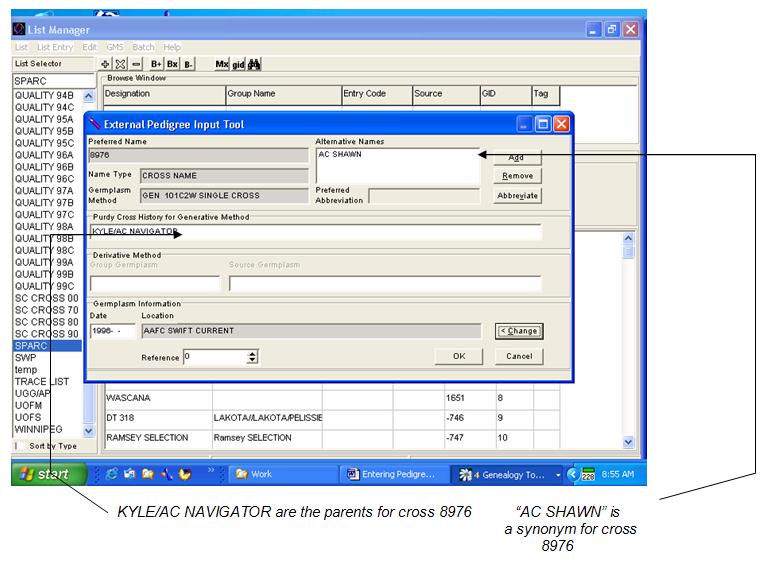 List Manager
List List Entry Edit GMS Batch Help
List Selector
B+ Bx B- Mx gid
SPARC
Browse Window
Designation Group Name Entry Code Source GID Tag
QUALITY 94B
QUALITY 94C
QUALITY 95A
QUALITY 95B
QUALITY 95C
QUALITY 96A
QUALITY 96B
QUALITY 96C
QUALITY 97A
QUALITY 97B
QUALITY 97C
QUALITY 98A
QUALITY 98B
QUALITY 98C
QUALITY 99A
QUALITY 99B
QUALITY 99C
SC CROSS 00
SC CROSS 70
SC CROSS 80
SC CROSS 90
SPARC
SWP
temp
TRACE LIST
UGG/AP
UOFM
UOFS
WINNIPEG
Sort by Type
External Pedigree Input Tool
Preferred Name
8976
Alternative Names
AC SHAWN
Add
Name Type CROSS NAME
Remove
Germplasm Method GEN 101C2W SINGLE CROSS
Preferred Abbreviation
Abbreviate
Purdy Cross History for Generative Method
KYLE/AC NAVIGATOR
Derivative Method
Group Germplasm Source Germplasm
Germplasm Information
Date Location
1996- - AAFC SWIFT CURRENT
< Change
Reference 0
OK Cancel
WASCANA 1651 8
DT 318 LAKOTA//LAKOTA/PELISSIE -746 9
RAMSEY SELECTION Ramsey SELECTION -747 10
start
» Work
Entering Pedigre...
4 Genealogy To...
228
8:55 AM
KYLE/AC NAVIGATOR are the parents for cross 8976
“AC SHAWN” is
a synonym for cross
8976